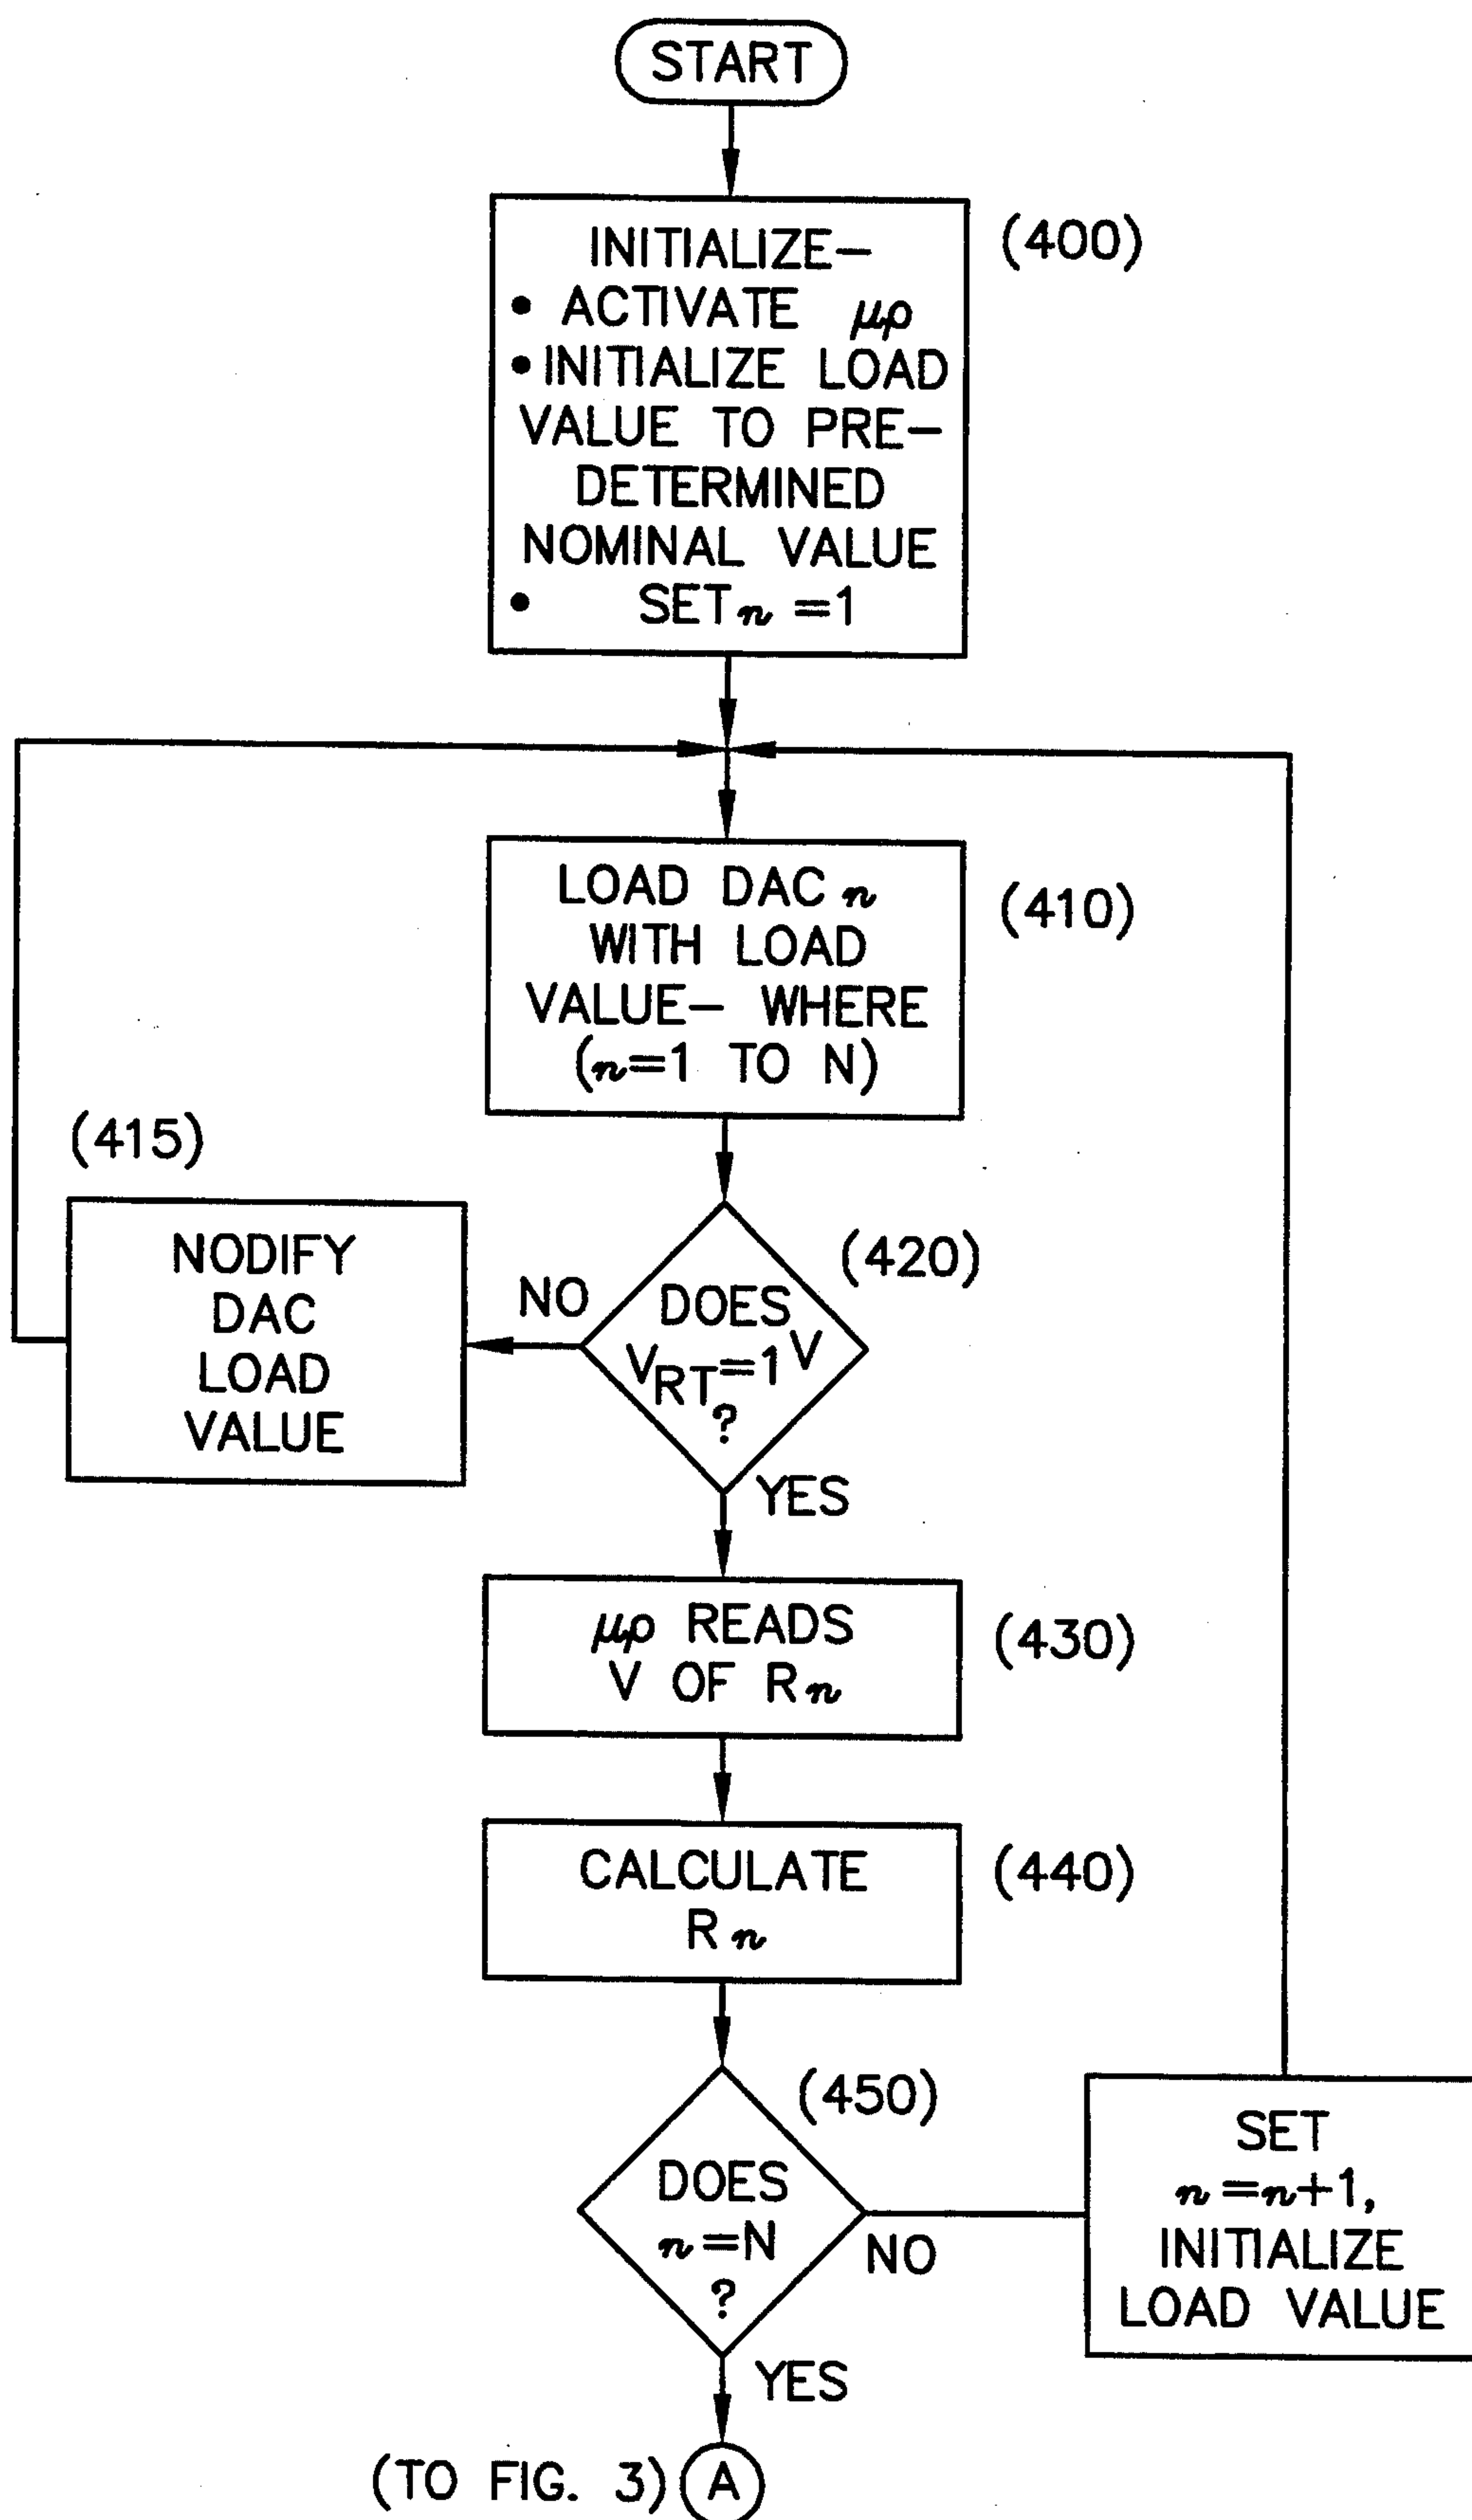 START
INITIALIZE—
• ACTIVATE μp
• INITIALIZE LOAD
VALUE TO PRE—
DETERMINED
NOMINAL VALUE
• SET n =1
(400)
LOAD DAC n
WITH LOAD
VALUE— WHERE
(n=1 TO N)
(410)
(415)
NODIFY
DAC
LOAD
VALUE
NO
(420)
DOES
V_RT=1 V
?
YES
μp READS
V OF Rn
(430)
CALCULATE
Rn
(440)
(450)
DOES
n=N
?
NO
SET
n=n+1,
INITIALIZE
LOAD VALUE
YES
(TO FIG. 3) A